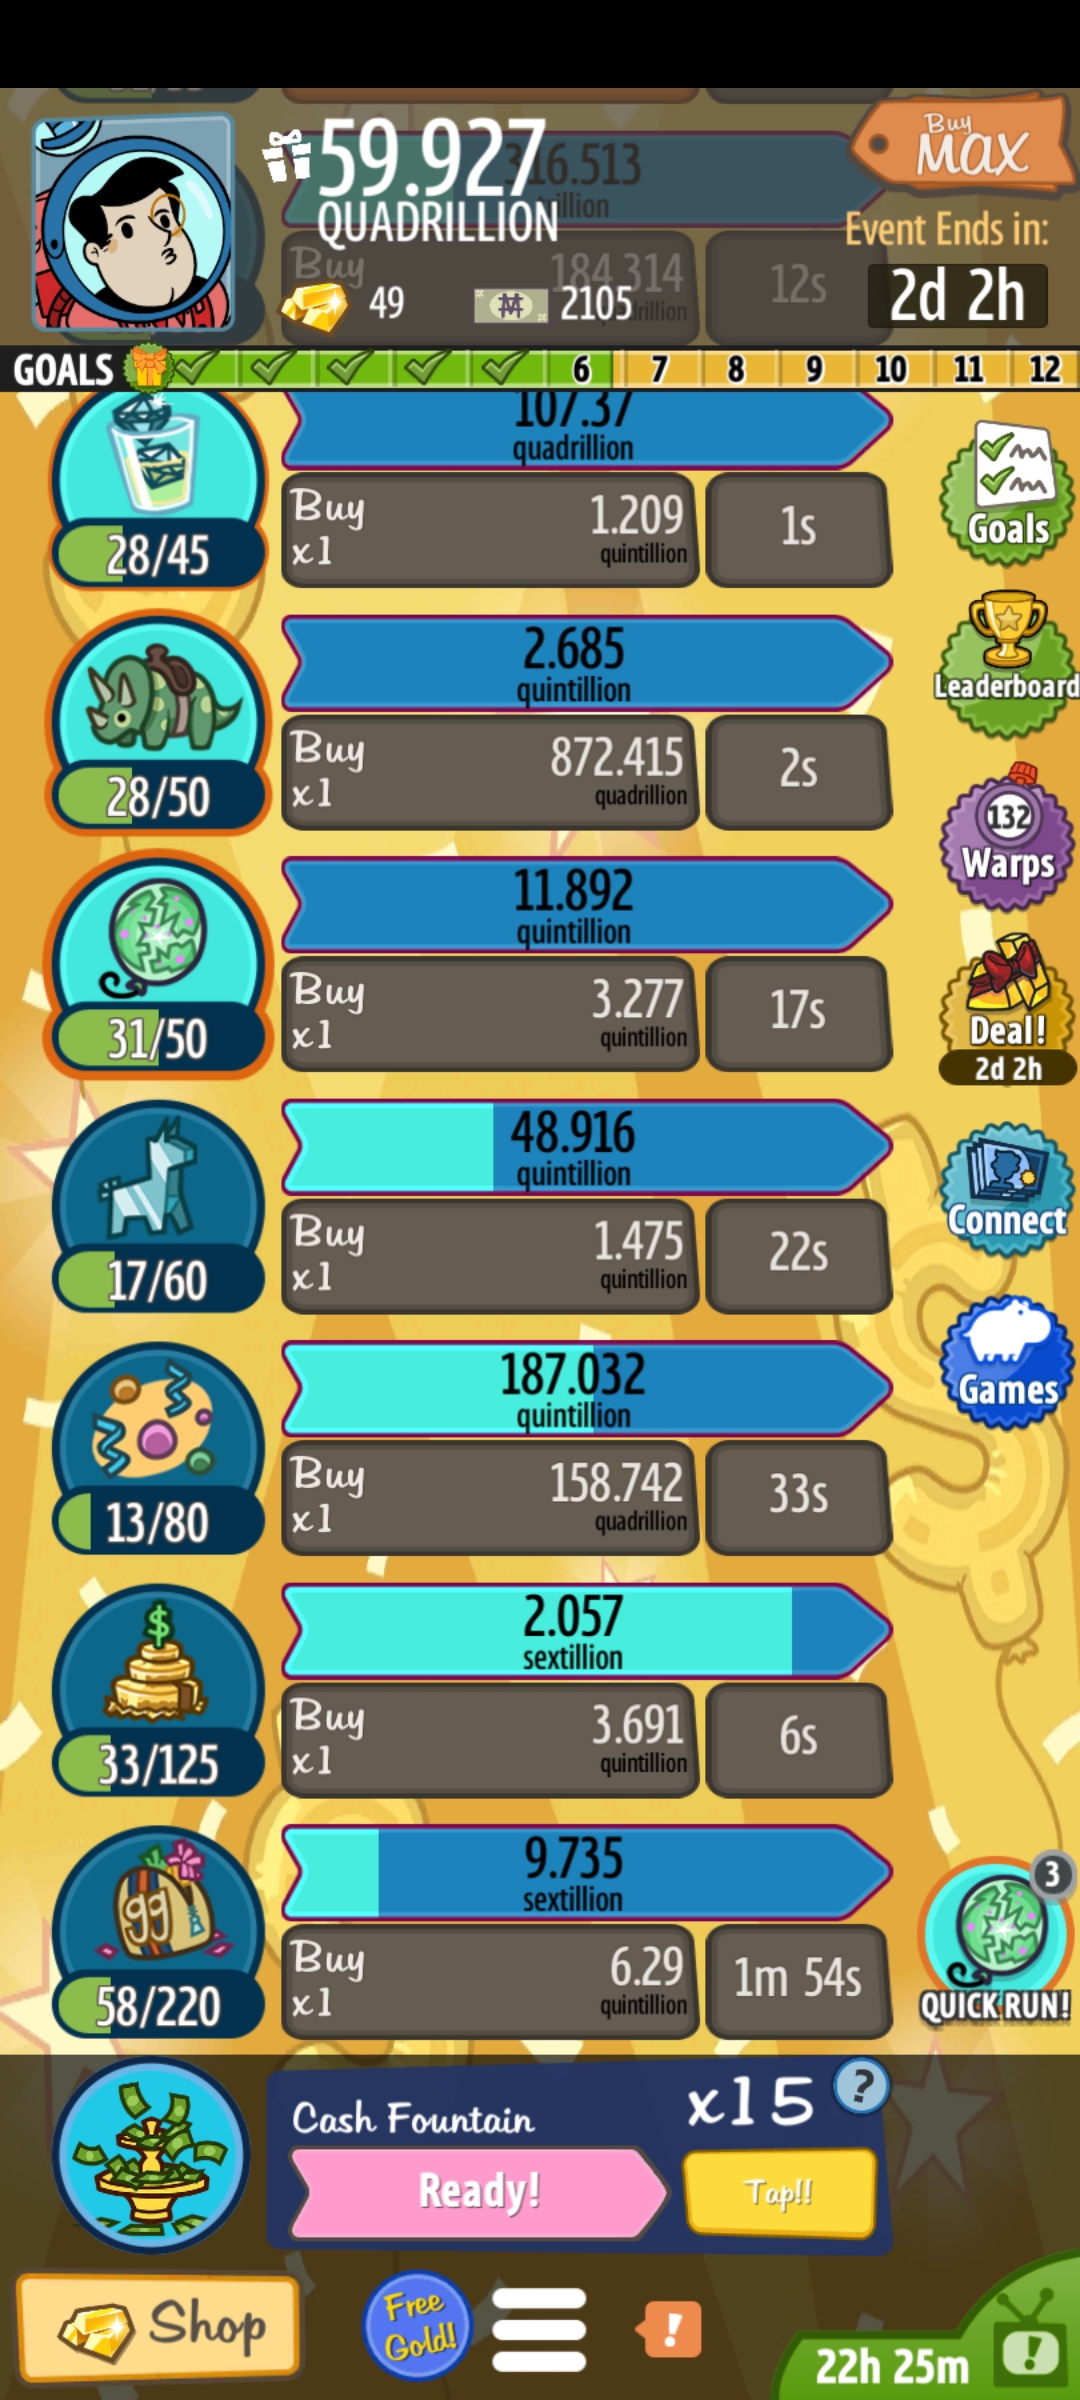 59.927
QUADRILLION
316.513
Buy
MAX
Event Ends in:
2d 2h
Buy
184.314
12s
49
2105
GOALS
6
7
8
9
10
11
12
107.37
quadrillion
28/45
Buy
x1
1.209
quintillion
1s
Goals
2.685
quintillion
28/50
Buy
x1
872.415
quadrillion
2s
Leaderboard
11.892
quintillion
31/50
Buy
x1
3.277
quintillion
17s
132
Warps
Deal!
2d 2h
48.916
quintillion
17/60
Buy
x1
1.475
quintillion
22s
Connect
187.032
quintillion
13/80
Buy
x1
158.742
quadrillion
33s
Games
$
2.057
sextillion
33/125
Buy
x1
3.691
quintillion
6s
99
9.735
sextillion
58/220
Buy
x1
6.29
quintillion
1m 54s
3
QUICK RUN!
Cash Fountain
x15
?
Ready!
Tap!!
Shop
Free
Gold!
!
22h 25m
!